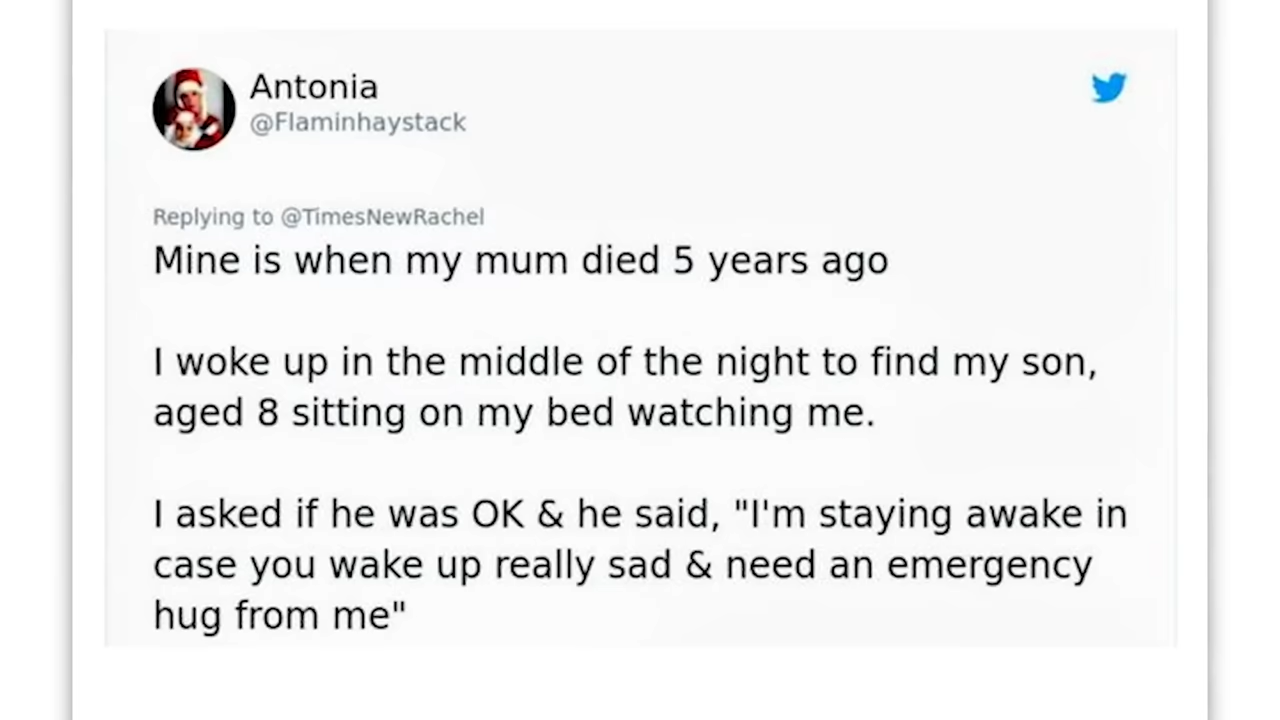 Antonia
@Flaminhaystack
Replying to @TimesNewRachel
Mine is when my mum died 5 years ago
I woke up in the middle of the night to find my son,
aged 8 sitting on my bed watching me.
I asked if he was OK & he said, "I'm staying awake in
case you wake up really sad & need an emergency
hug from me"